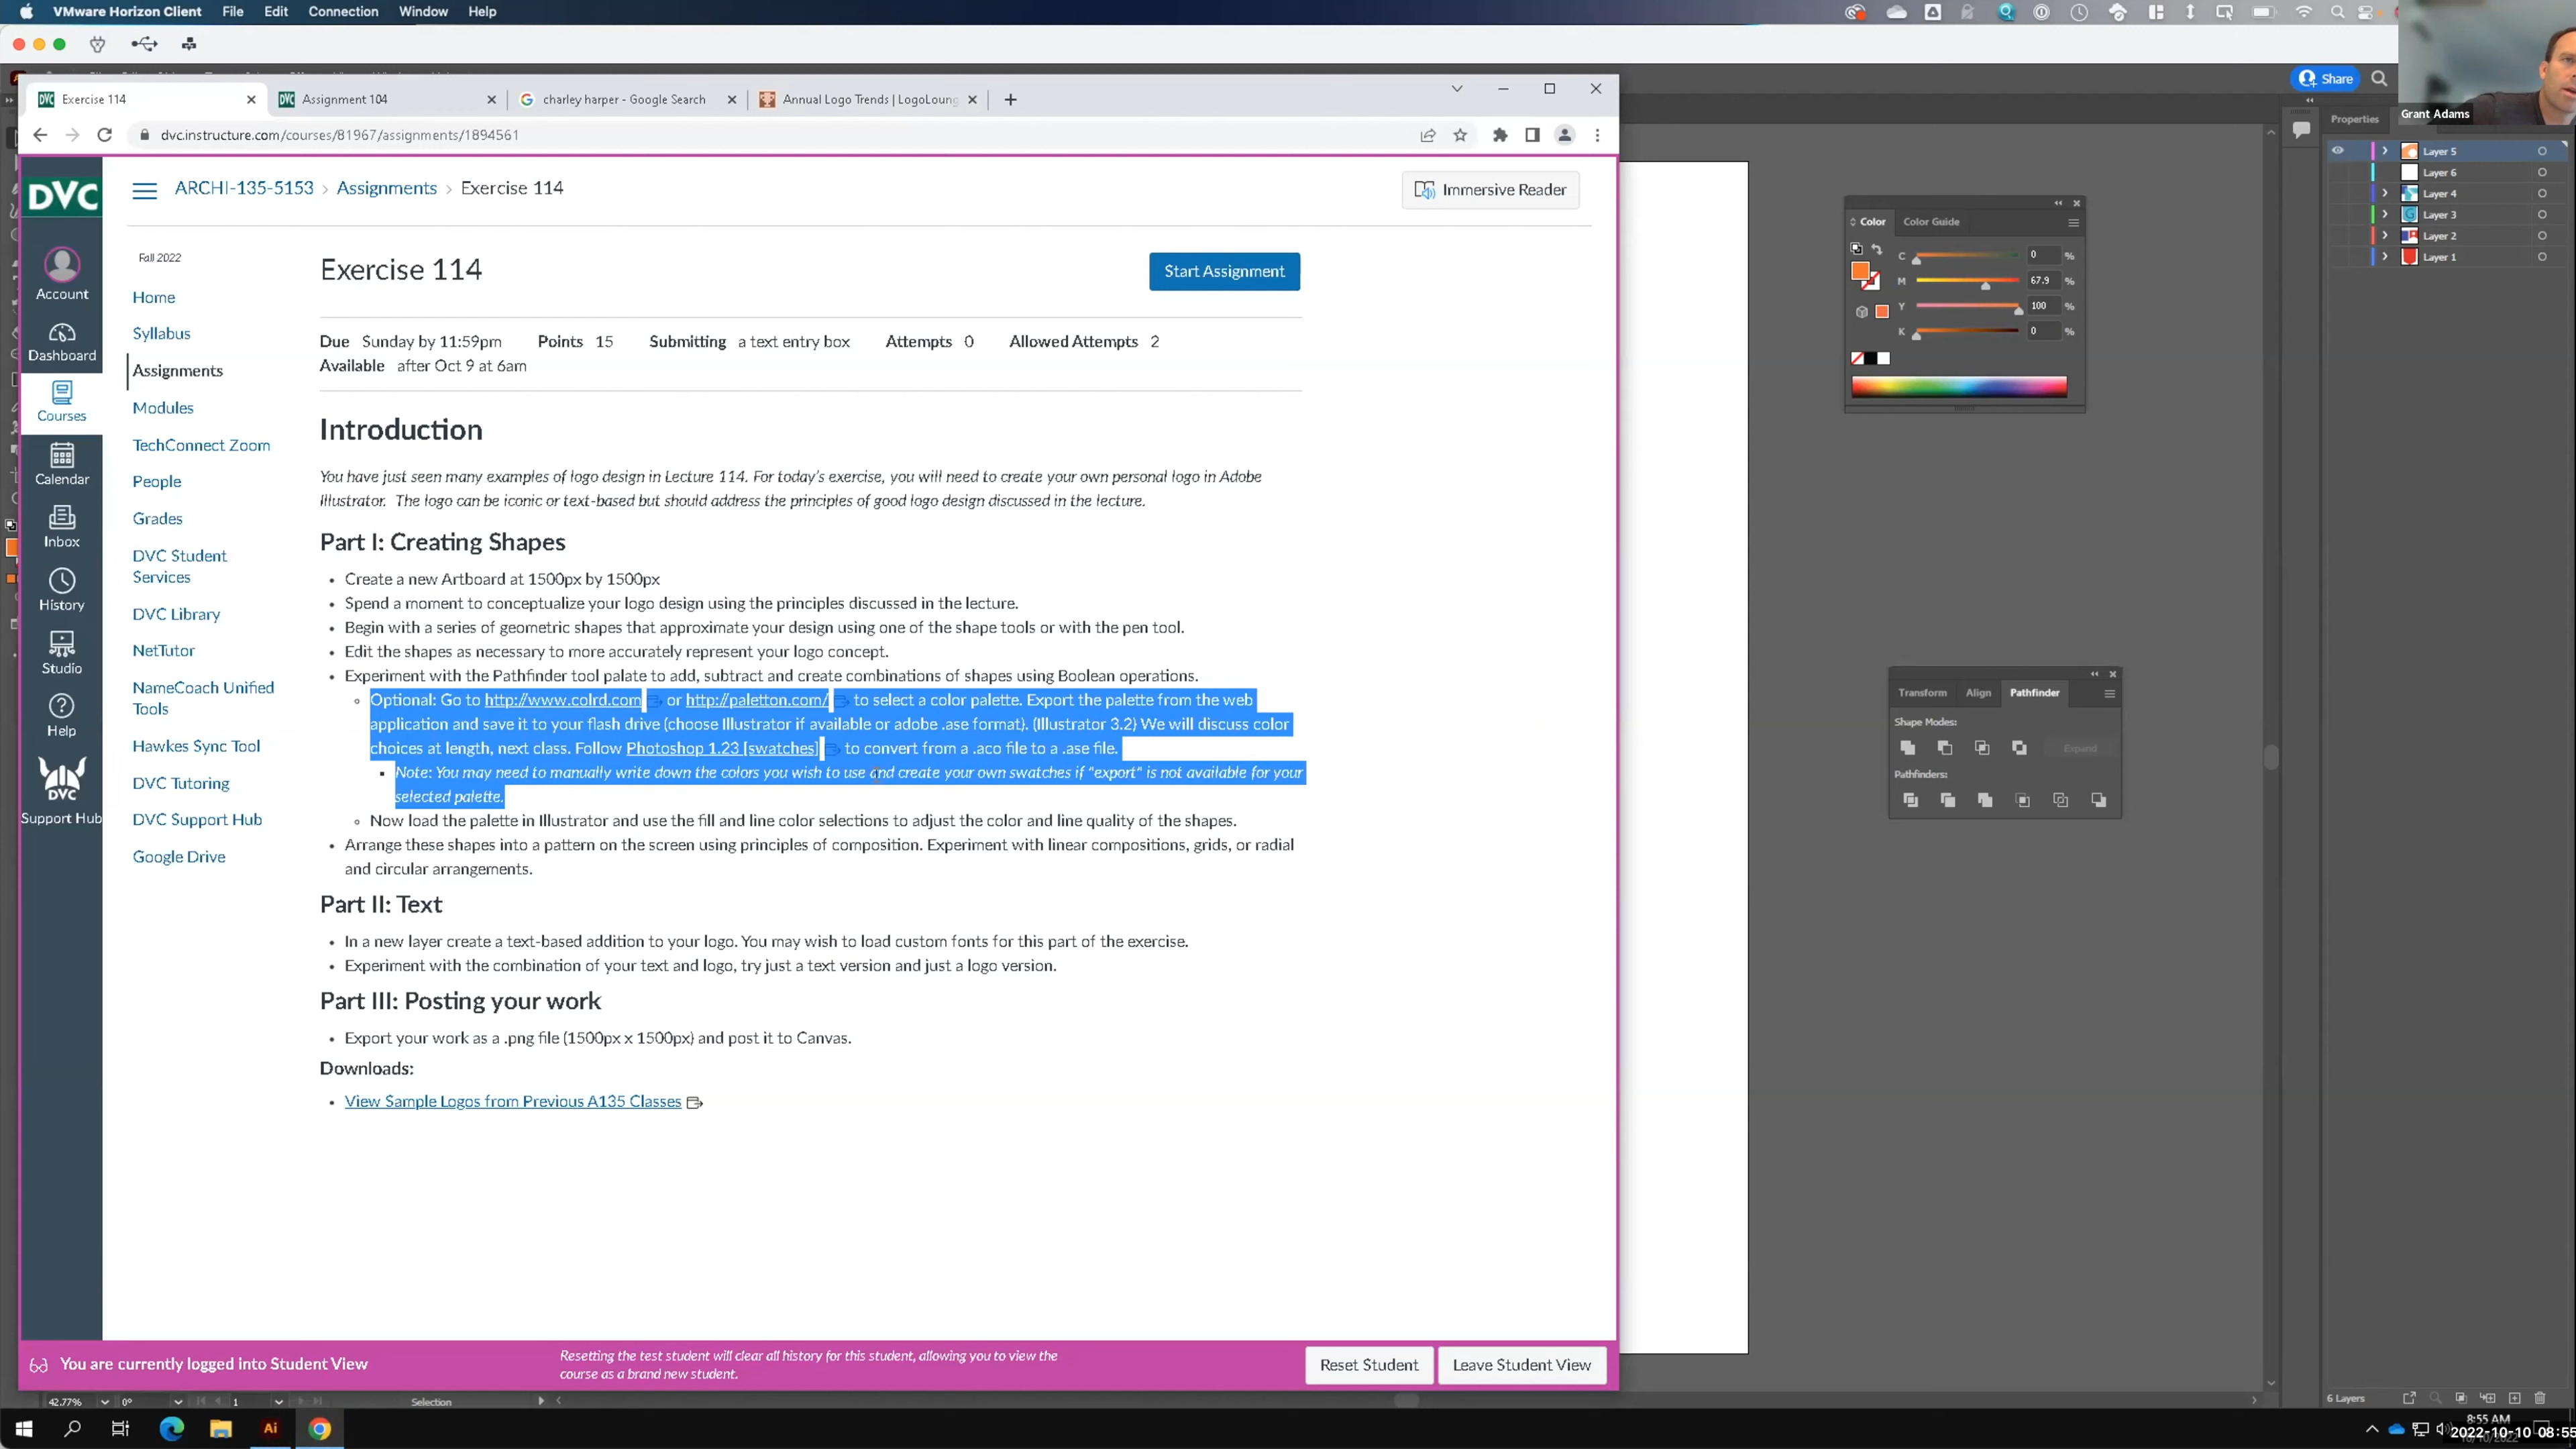 VMware Horizon Client File Edit Connection Window Help
Share
Grant Adams
Exercise 114
Assignment 104
charley harper - Google Search
Annual Logo Trends | LogoLoung
dvc.instructure.com/courses/81967/assignments/1894561
DVC
ARCHI-135-5153 › Assignments › Exercise 114
Immersive Reader
Account
Dashboard
Courses
Calendar
Inbox
History
Studio
Help
DVC
Support Hub
Fall 2022
Home
Syllabus
Assignments
Modules
TechConnect Zoom
People
Grades
DVC Student
Services
DVC Library
NetTutor
NameCoach Unified
Tools
Hawkes Sync Tool
DVC Tutoring
DVC Support Hub
Google Drive
Exercise 114
Start Assignment
Due Sunday by 11:59pm Points 15 Submitting a text entry box Attempts 0 Allowed Attempts 2
Available after Oct 9 at 6am
Introduction
You have just seen many examples of logo design in Lecture 114. For today's exercise, you will need to create your own personal logo in Adobe
Illustrator. The logo can be iconic or text-based but should address the principles of good logo design discussed in the lecture.
Part I: Creating Shapes
• Create a new Artboard at 1500px by 1500px
• Spend a moment to conceptualize your logo design using the principles discussed in the lecture.
• Begin with a series of geometric shapes that approximate your design using one of the shape tools or with the pen tool.
• Edit the shapes as necessary to more accurately represent your logo concept.
• Experiment with the Pathfinder tool palate to add, subtract and create combinations of shapes using Boolean operations.
◦ Optional: Go to http://www.colrd.com or http://paletton.com/ to select a color palette. Export the palette from the web
application and save it to your flash drive (choose Illustrator if available or adobe .ase format). (Illustrator 3.2) We will discuss color
choices at length, next class. Follow Photoshop 1.23 [swatches] to convert from a .aco file to a .ase file.
▪ Note: You may need to manually write down the colors you wish to use and create your own swatches if "export" is not available for your
selected palette.
◦ Now load the palette in Illustrator and use the fill and line color selections to adjust the color and line quality of the shapes.
• Arrange these shapes into a pattern on the screen using principles of composition. Experiment with linear compositions, grids, or radial
and circular arrangements.
Part II: Text
• In a new layer create a text-based addition to your logo. You may wish to load custom fonts for this part of the exercise.
• Experiment with the combination of your text and logo, try just a text version and just a logo version.
Part III: Posting your work
• Export your work as a .png file (1500px x 1500px) and post it to Canvas.
Downloads:
• View Sample Logos from Previous A135 Classes
You are currently logged into Student View
Resetting the test student will clear all history for this student, allowing you to view the
course as a brand new student.
Reset Student
Leave Student View
Color Color Guide
C 0 %
M 67.9 %
Y 100 %
K 0 %
Transform Align Pathfinder
Shape Modes:
Expand
Pathfinders:
Properties
Layer 5
Layer 6
Layer 4
Layer 3
Layer 2
Layer 1
6 Layers
42.77% 0° 1 Selection
Ai
8:55 AM
2022-10-10 08:55